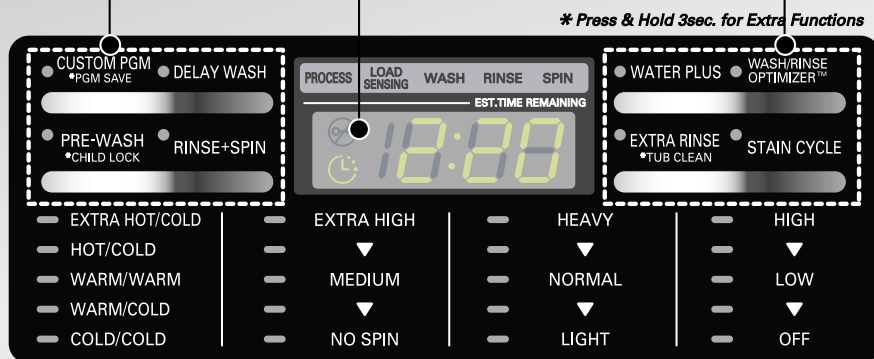 * Press & Hold 3sec. for Extra Functions
CUSTOM PGM
*PGM SAVE
DELAY WASH
PRE-WASH
*CHILD LOCK
RINSE+SPIN
PROCESS LOAD SENSING WASH RINSE SPIN
EST.TIME REMAINING
2:20
WATER PLUS
WASH/RINSE
OPTIMIZER™
EXTRA RINSE
*TUB CLEAN
STAIN CYCLE
EXTRA HOT/COLD
HOT/COLD
WARM/WARM
WARM/COLD
COLD/COLD
EXTRA HIGH
MEDIUM
NO SPIN
HEAVY
NORMAL
LIGHT
HIGH
LOW
OFF